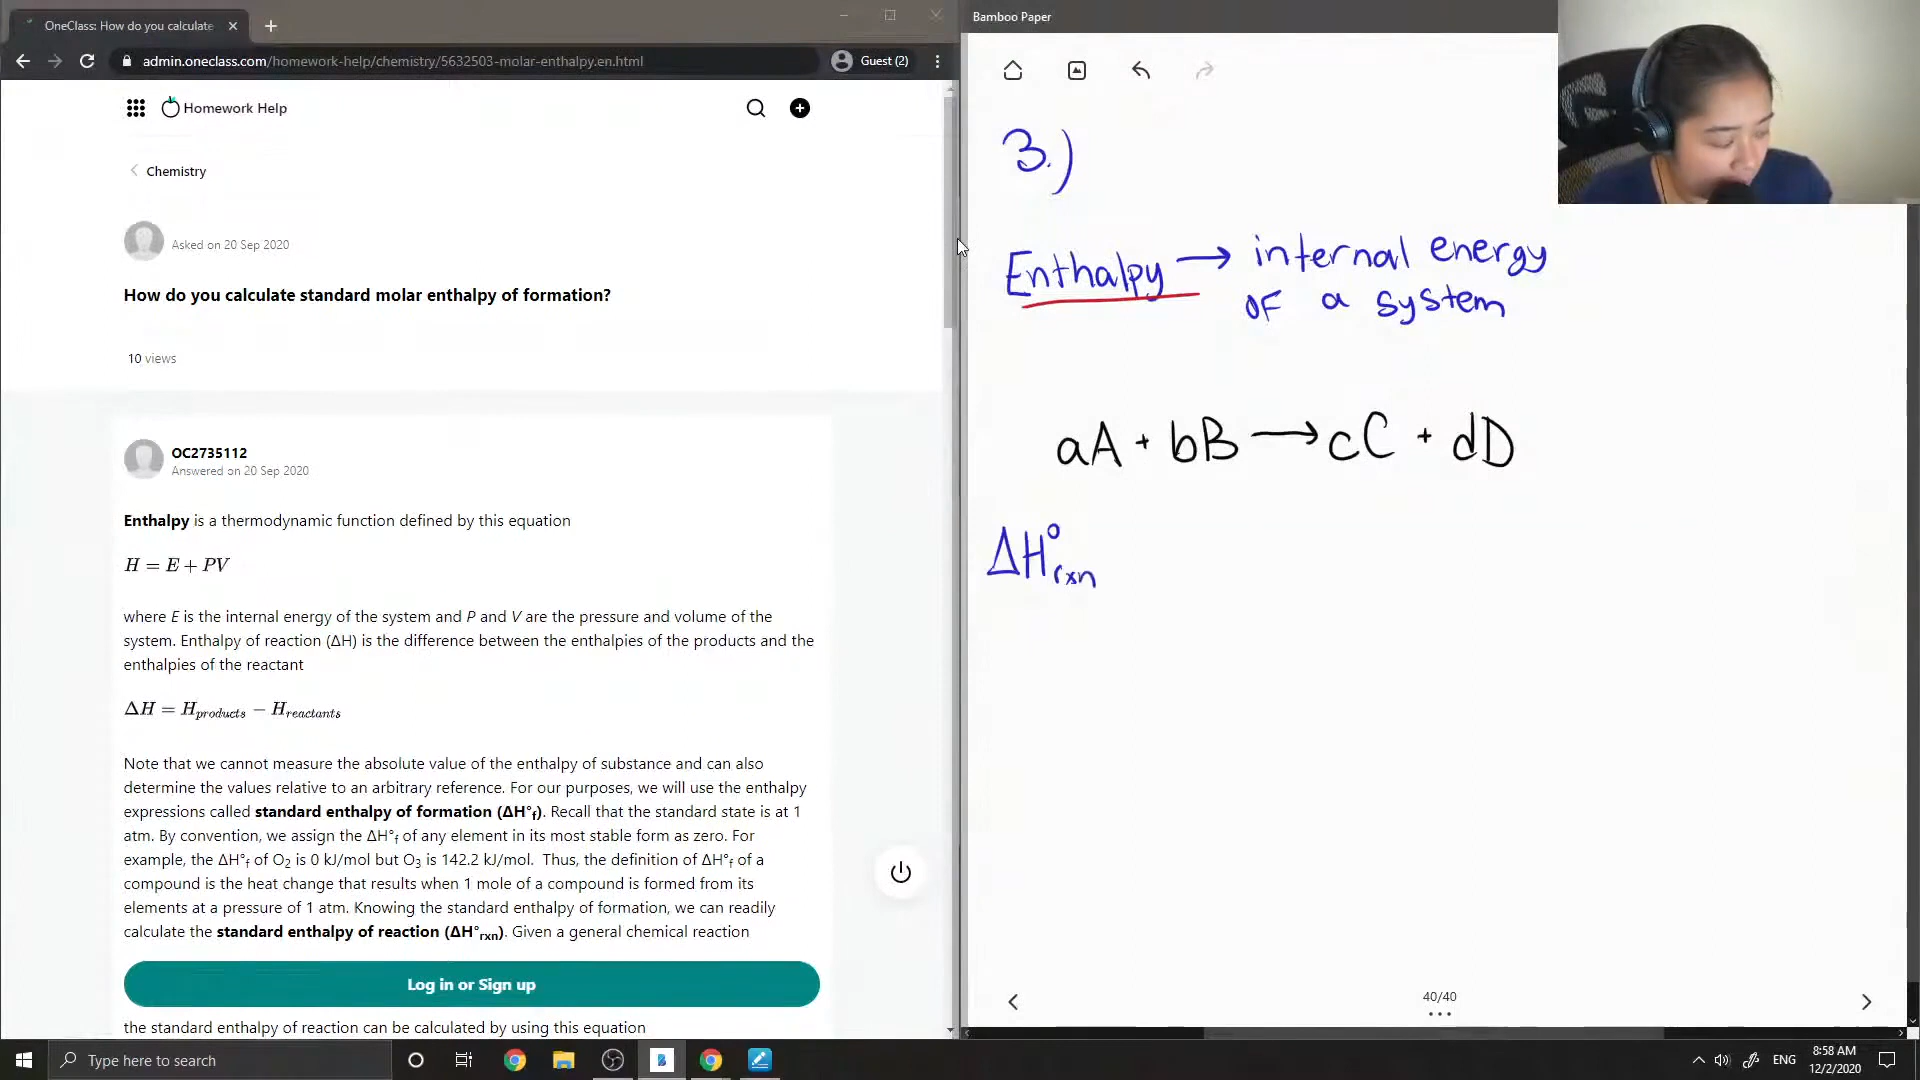 OneClass: How do you calculate
admin.oneclass.com/homework-help/chemistry/5632503-molar-enthalpy.en.html
Guest (2)
Homework Help
Chemistry
Asked on 20 Sep 2020
How do you calculate standard molar enthalpy of formation?
10 views
OC2735112
Answered on 20 Sep 2020
Enthalpy is a thermodynamic function defined by this equation
H = E + PV
where E is the internal energy of the system and P and V are the pressure and volume of the
system. Enthalpy of reaction (ΔH) is the difference between the enthalpies of the products and the
enthalpies of the reactant
ΔH = Hproducts − Hreactants
Note that we cannot measure the absolute value of the enthalpy of substance and can also
determine the values relative to an arbitrary reference. For our purposes, we will use the enthalpy
expressions called standard enthalpy of formation (ΔH°f). Recall that the standard state is at 1
atm. By convention, we assign the ΔH°f of any element in its most stable form as zero. For
example, the ΔH°f of O2 is 0 kJ/mol but O3 is 142.2 kJ/mol. Thus, the definition of ΔH°f of a
compound is the heat change that results when 1 mole of a compound is formed from its
elements at a pressure of 1 atm. Knowing the standard enthalpy of formation, we can readily
calculate the standard enthalpy of reaction (ΔH°rxn). Given a general chemical reaction
Log in or Sign up
the standard enthalpy of reaction can be calculated by using this equation
Bamboo Paper
3.)
Enthalpy → internal energy
of a system
aA + bB → cC + dD
ΔH°rxn
40/40
Type here to search
ENG
8:58 AM
12/2/2020